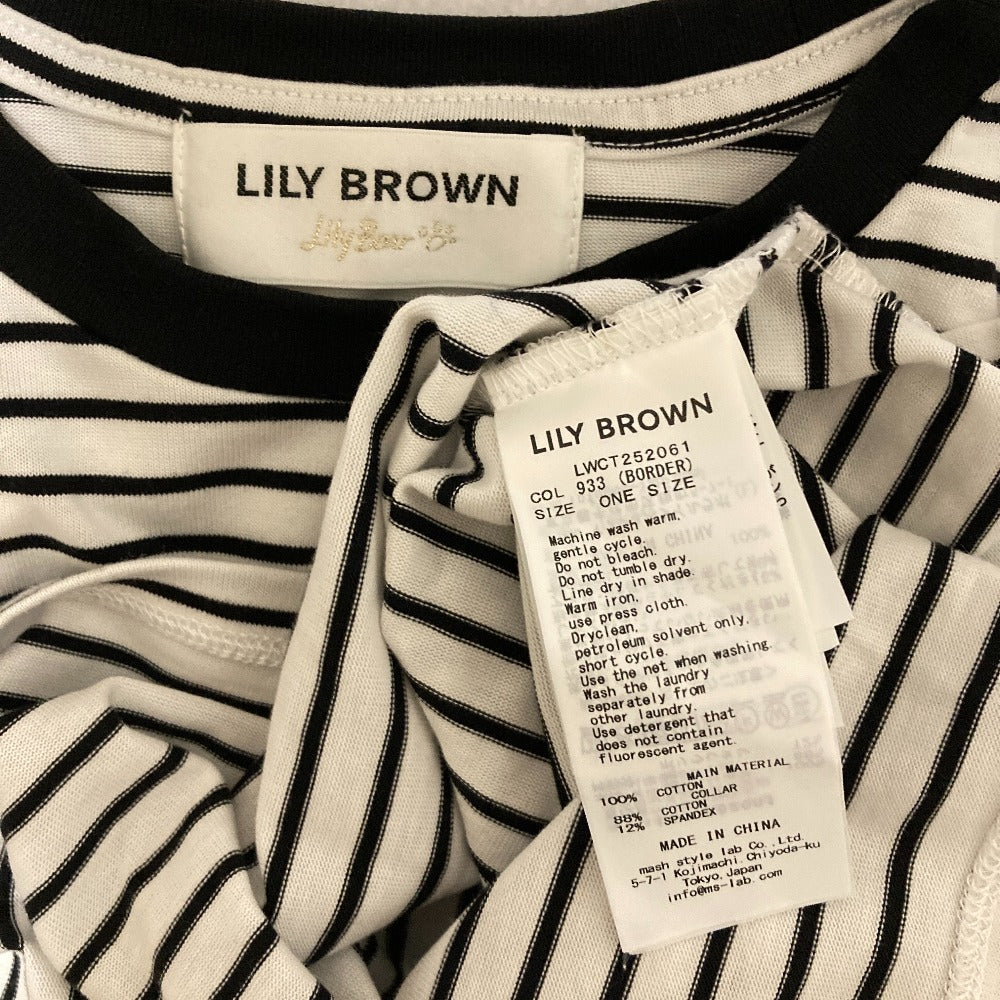 LILY BROWN
Lily Bear
LILY BROWN
LWCT252061
COL 933 (BORDER)
SIZE ONE SIZE
Machine wash warm,
gentle cycle.
Do not bleach.
Do not tumble dry.
Line dry in shade.
Warm iron,
use press cloth.
Dryclean,
petroleum solvent only,
short cycle.
Use the net when washing.
Wash the laundry
separately from
other laundry.
Use detergent that
does not contain
fluorescent agent.
MAIN MATERIAL
100% COTTON
COLLAR
88% COTTON
12% SPANDEX
MADE IN CHINA
mash style lab Co.,Ltd.
5-7-1 Kojimachi, Chiyoda-ku
Tokyo, Japan
info@ms-lab.com